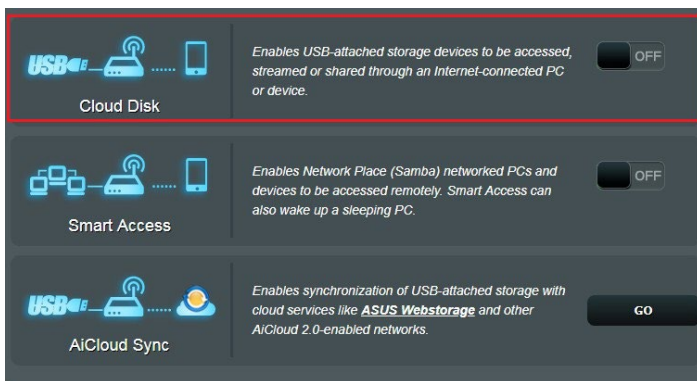 Enables USB-attached storage devices to be accessed,
USB
streamed or shared through an Internet-connected PC
OFF
or device.
Cloud Disk
Enables Network Place (Samba) networked PCs and
devices to be accessed remotely. Smart Access can
OFF
also wake up a sleeping PC.
Smart Access
Enables synchronization of USB-attached storage with
USB
cloud services like ASUS Webstorage and other
GO
AiCloud 2.0-enabled networks.
AiCloud Sync